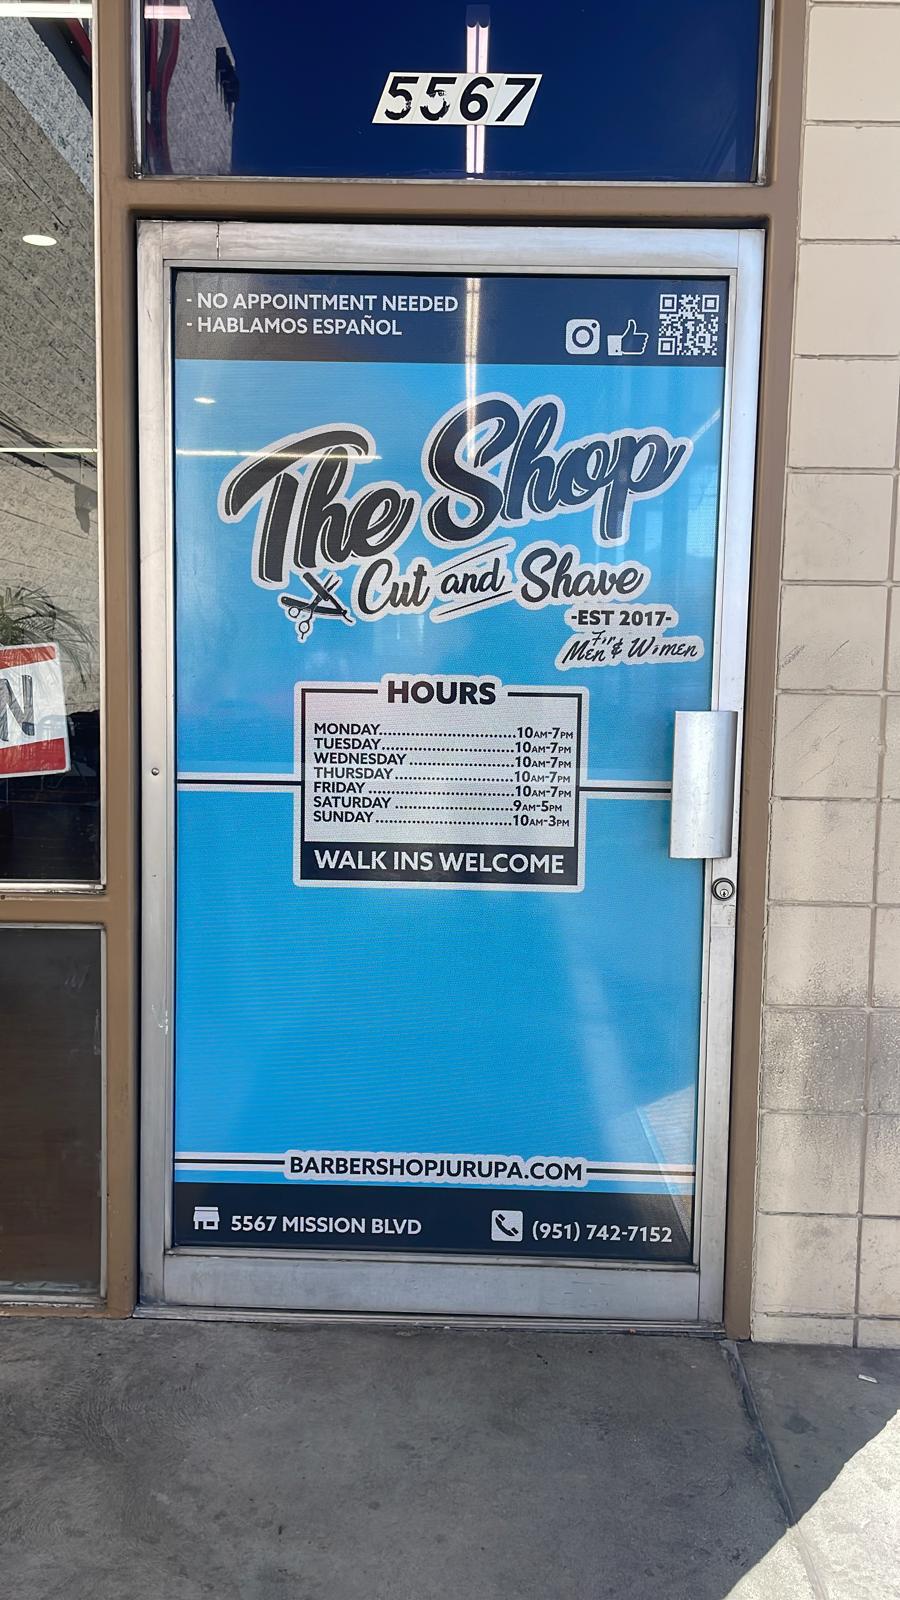 5567
- NO APPOINTMENT NEEDED
- HABLAMOS ESPAÑOL
The Shop
Cut and Shave
-EST 2017-
For
Men & Women
HOURS
MONDAY..............................10AM-7PM
TUESDAY..............................10AM-7PM
WEDNESDAY ........................10AM-7PM
THURSDAY ..........................10AM-7PM
FRIDAY ................................10AM-7PM
SATURDAY ..........................9AM-5PM
SUNDAY..............................10AM-3PM
WALK INS WELCOME
N
BARBERSHOPJURUPA.COM
5567 MISSION BLVD
(951) 742-7152